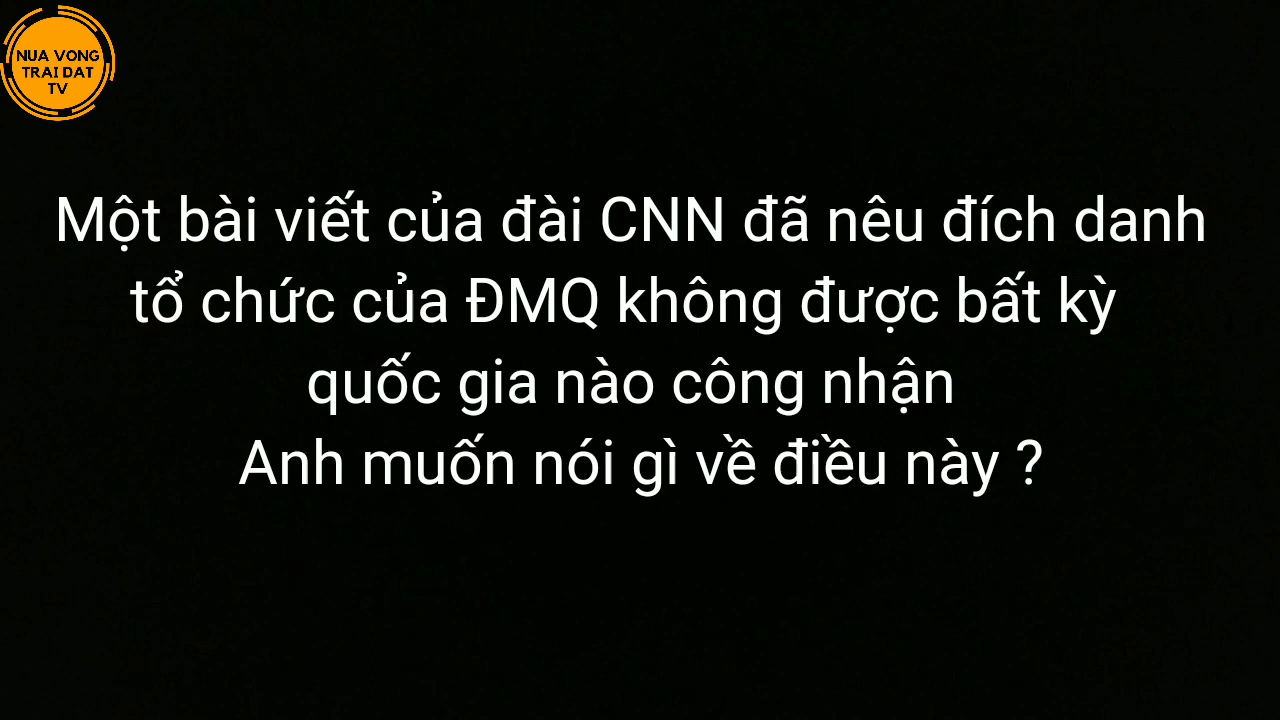 NUA VONG
TRAI DAT
TV
Một bài viết của đài CNN đã nêu đích danh
tổ chức của ĐMQ không được bất kỳ
quốc gia nào công nhận
Anh muốn nói gì về điều này ?